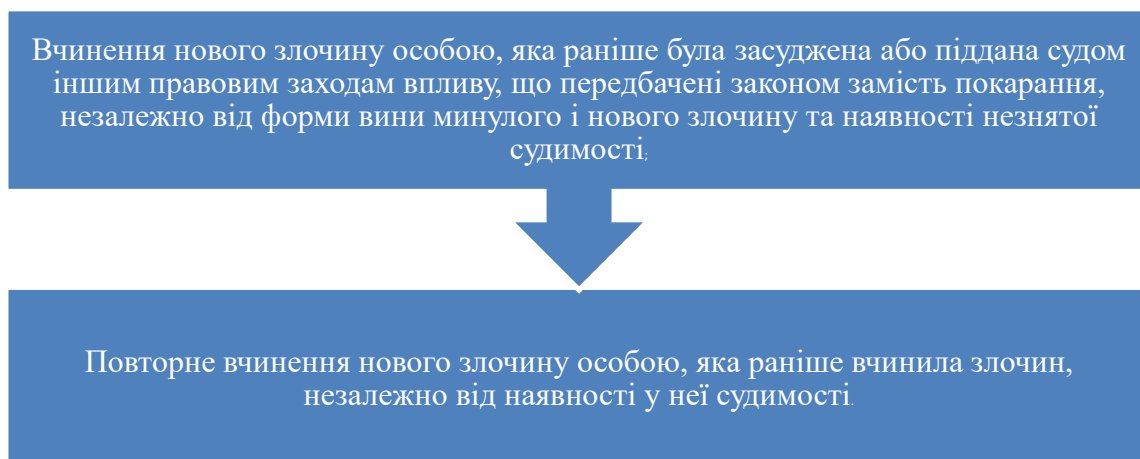 Вчинення нового злочину особою, яка раніше була засуджена або піддана судом
іншим правовим заходам впливу, що передбачені законом замість покарання,
незалежно від форми вини минулого і нового злочину та наявності незнятої
судимості;
Повторне вчинення нового злочину особою, яка раніше вчинила злочин,
незалежно від наявності у неї судимості.